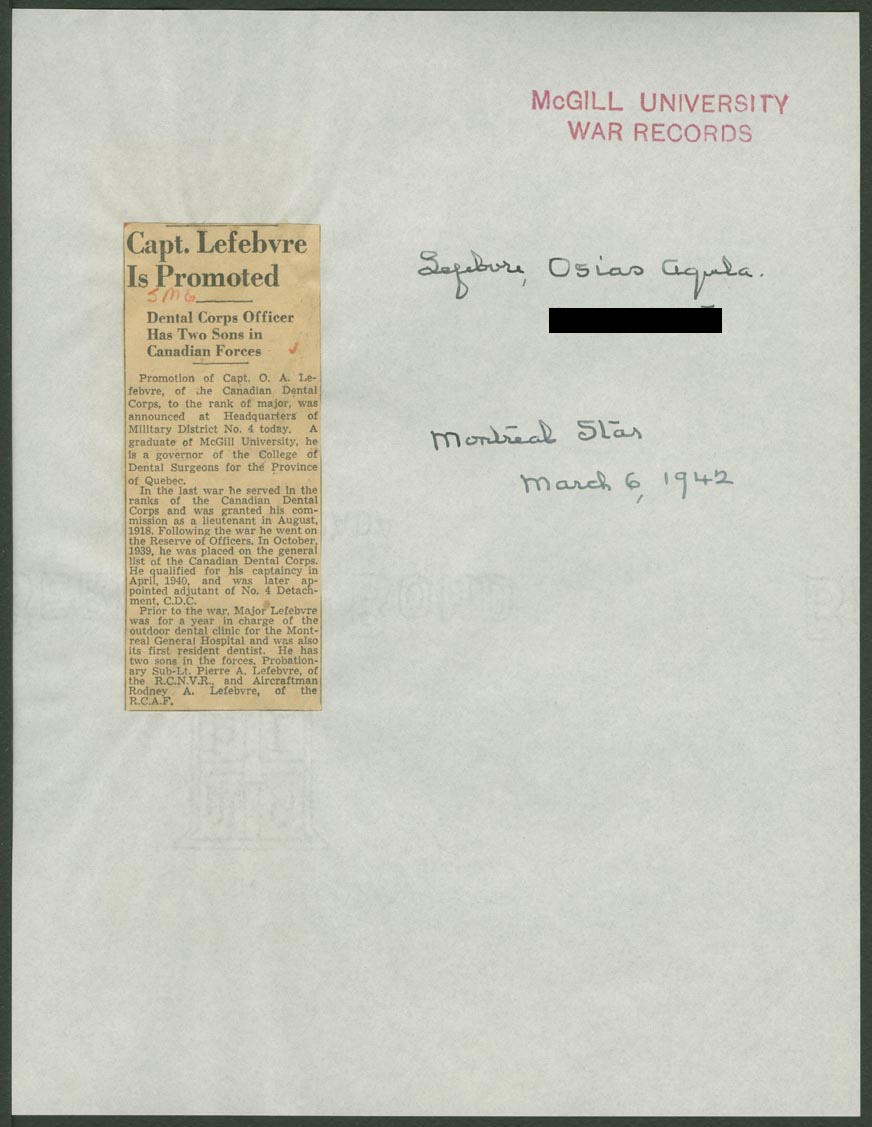 McGILL UNIVERSITY
WAR RECORDS
Capt. Lefebvre
Is Promoted
SMG
Dental Corps Officer
Has Two Sons in
Canadian Forces
Promotion of Capt. O. A. Le-
febvre, of the Canadian Dental
Corps, to the rank of major, was
announced at Headquarters of
Military District No. 4 today. A
graduate of McGill University, he
is a governor of the College of
Dental Surgeons for the Province
of Quebec.
In the last war he served in the
ranks of the Canadian Dental
Corps and was granted his com-
mission as a lieutenant in August,
1918. Following the war he went on
the Reserve of Officers. In October,
1939, he was placed on the general
list of the Canadian Dental Corps.
He qualified for his captaincy in
April, 1940, and was later ap-
pointed adjutant of No. 4 Detach-
ment, C.D.C.
Prior to the war, Major Lefebvre
was for a year in charge of the
outdoor dental clinic for the Mont-
real General Hospital and was also
its first resident dentist. He has
two sons in the forces, Probation-
ary Sub-Lt. Pierre A. Lefebvre, of
the R.C.N.V.R., and Aircraftman
Rodney A. Lefebvre, of the
R.C.A.F.
Lefebvre, Osias Aquila.
Montreal Star
March 6, 1942